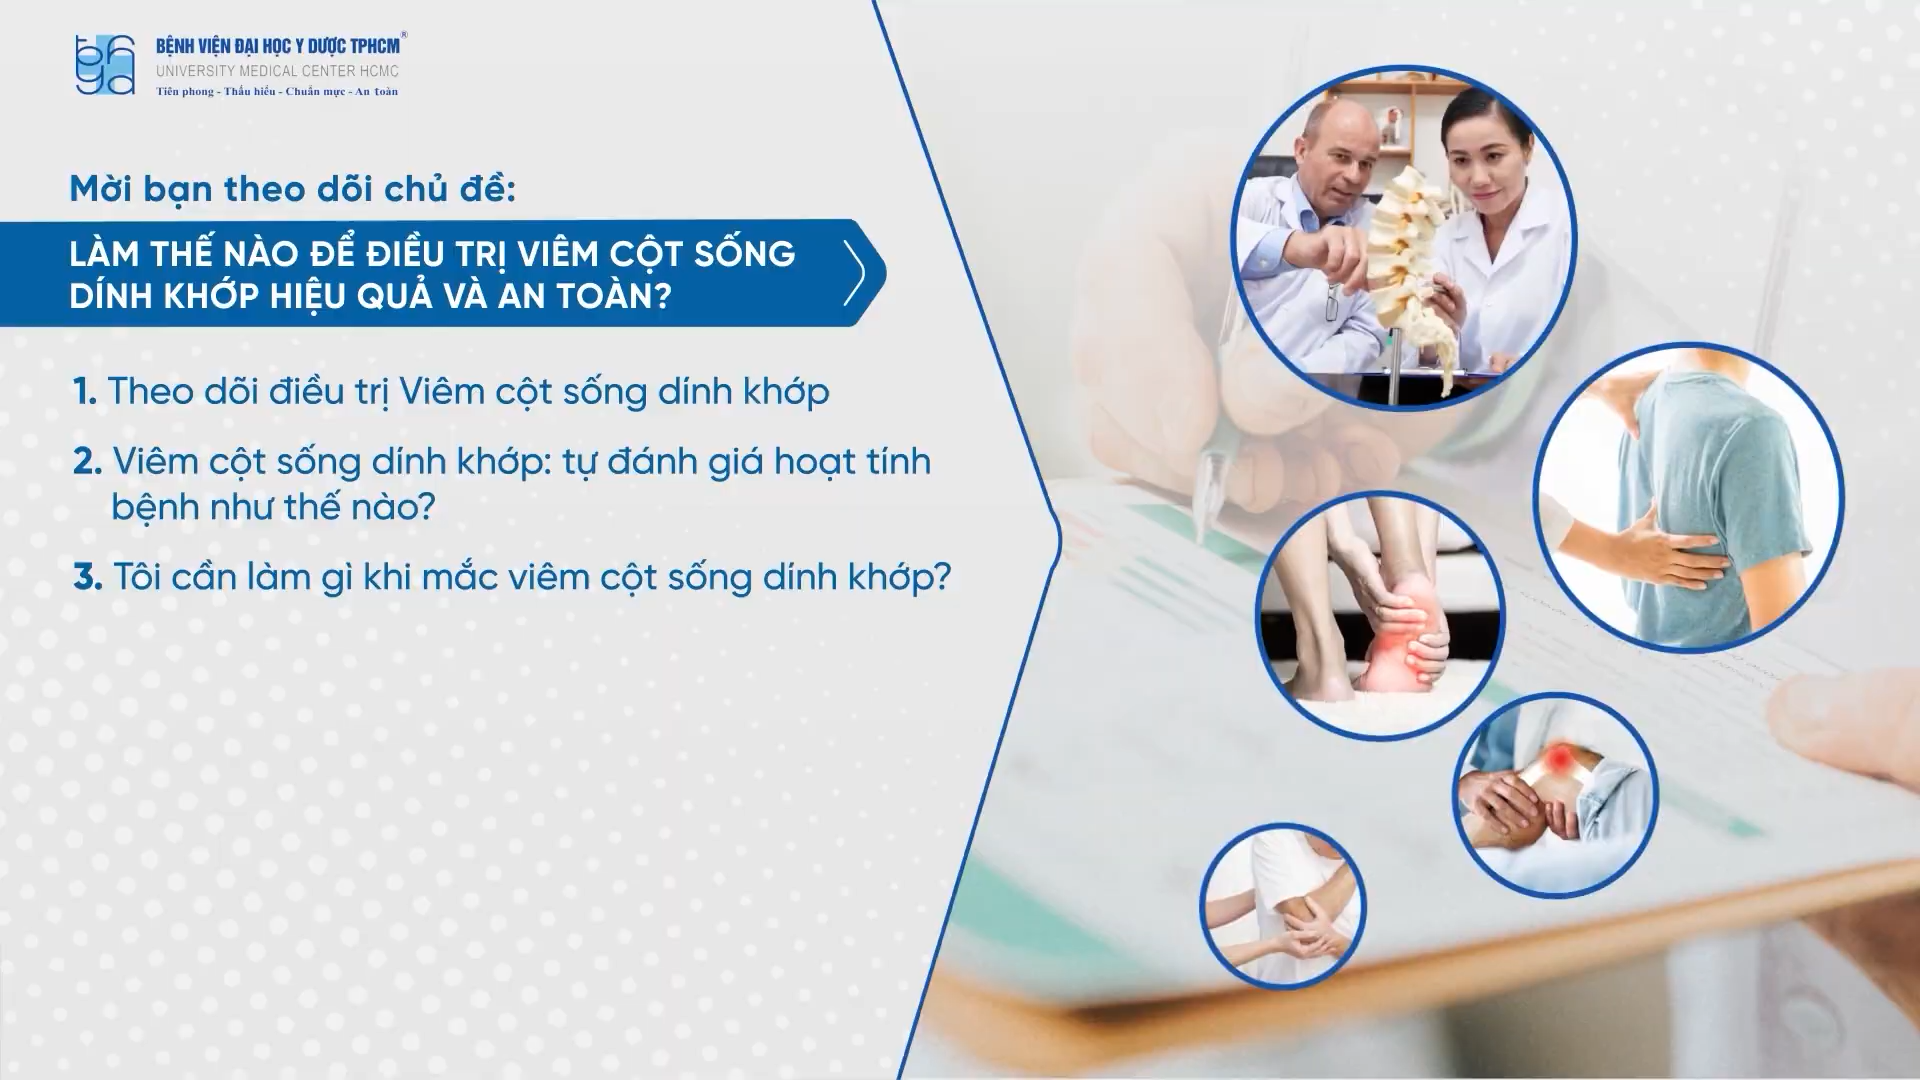 BỆNH VIỆN ĐẠI HỌC Y DƯỢC TPHCM®
UNIVERSITY MEDICAL CENTER HCMC
Tiên phong - Thấu hiểu - Chuẩn mực - An toàn
Mời bạn theo dõi chủ đề:
LÀM THẾ NÀO ĐỂ ĐIỀU TRỊ VIÊM CỘT SỐNG
DÍNH KHỚP HIỆU QUẢ VÀ AN TOÀN?
1. Theo dõi điều trị Viêm cột sống dính khớp
2. Viêm cột sống dính khớp: tự đánh giá hoạt tính
bệnh như thế nào?
3. Tôi cần làm gì khi mắc viêm cột sống dính khớp?